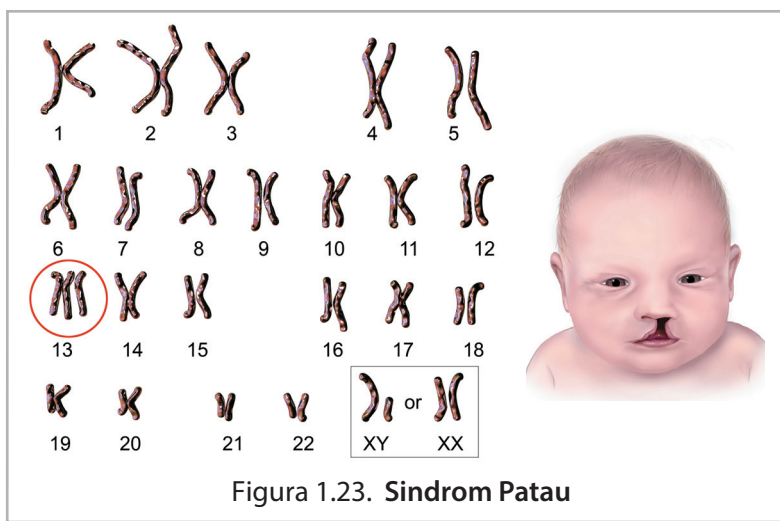 1 2 3 4 5
6 7 8 9 10 11 12
13 14 15 16 17 18
or
19 20 21 22 XY XX
Figura 1.23. Sindrom Patau